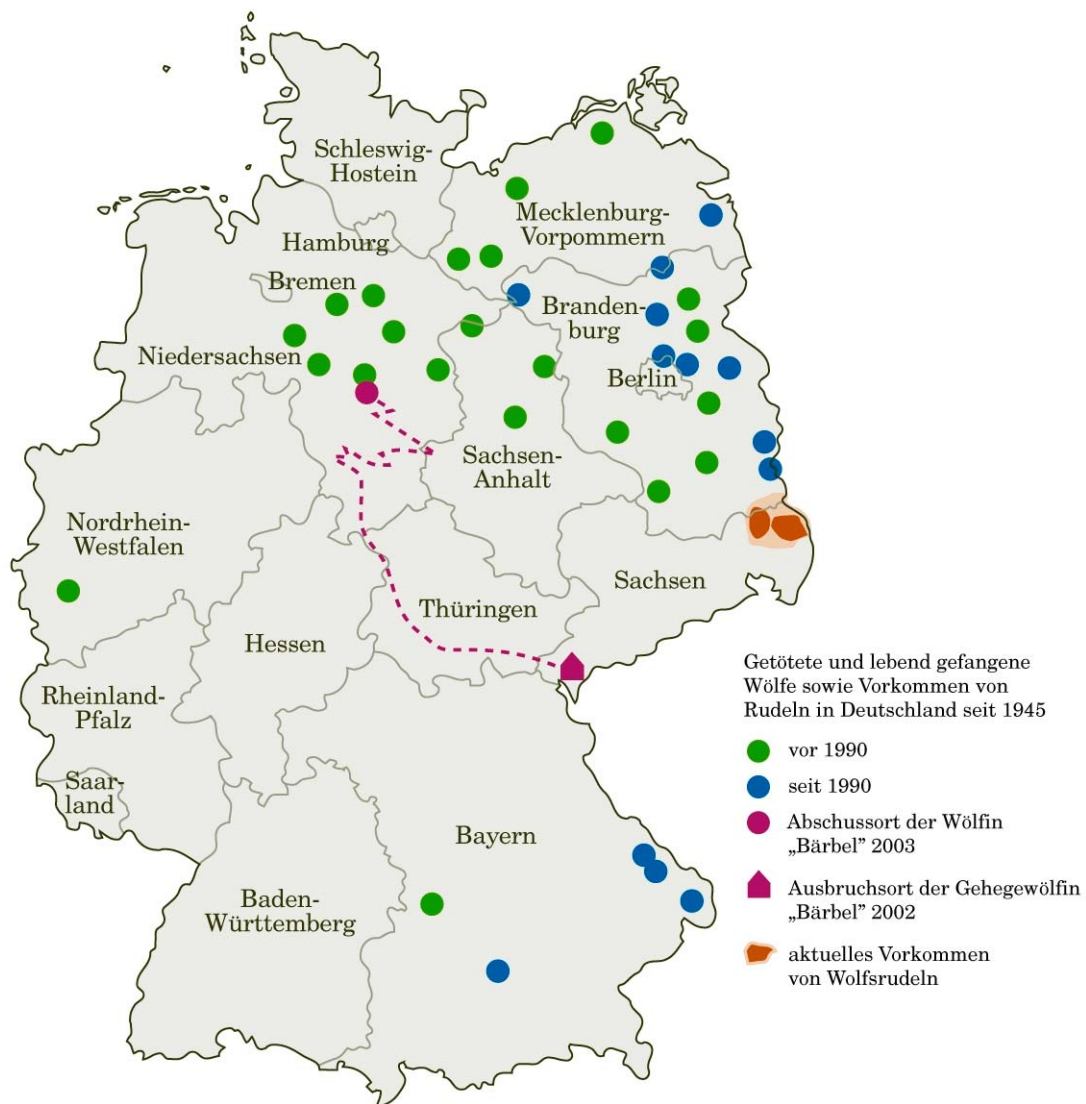 Schleswig-
Hostein
Mecklenburg-
Vorpommern
Hamburg
Bremen
Branden-
burg
Niedersachsen
Berlin
Sachsen-
Anhalt
Nordrhein-
Westfalen
Sachsen
Thüringen
Hessen
Rheinland-
Pfalz
Saar-
land
Bayern
Baden-
Württemberg
Getötete und lebend gefangene
Wölfe sowie Vorkommen von
Rudeln in Deutschland seit 1945
vor 1990
seit 1990
Abschussort der Wölfin
„Bärbel” 2003
Ausbruchsort der Gehegewölfin
„Bärbel” 2002
aktuelles Vorkommen
von Wolfsrudeln